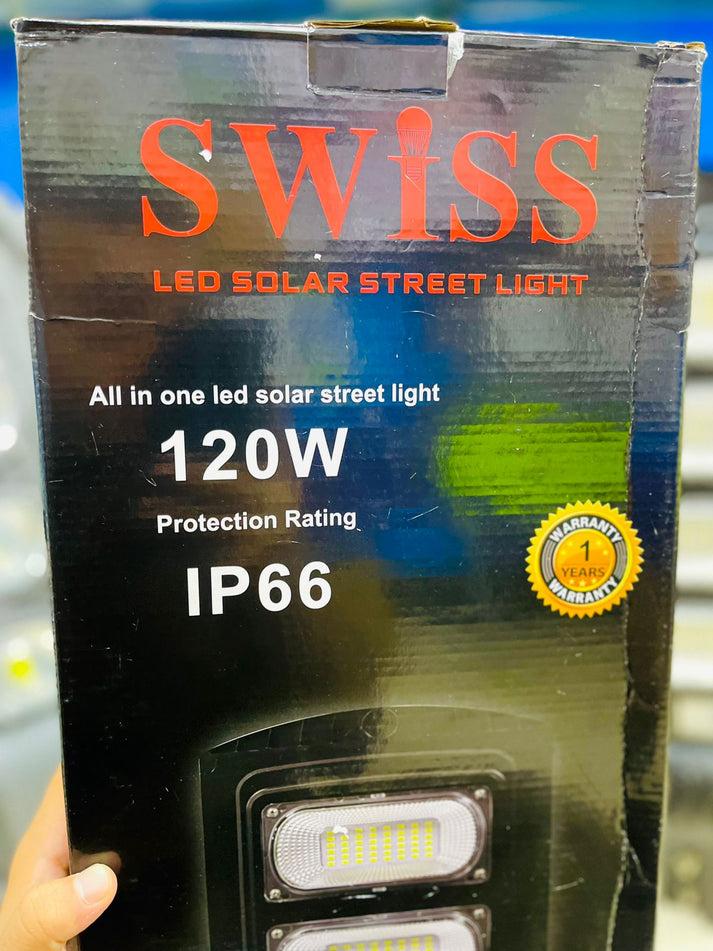 SWiSS
LED SOLAR STREET LIGHT
All in one led solar street light
120W
Protection Rating
IP66
WARRANTY
1
YEARS
WARRANTY